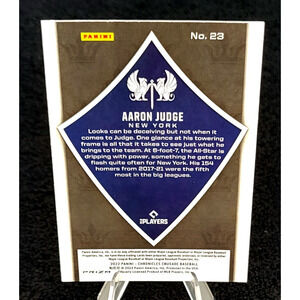 PANINI
No. 23
AARON JUDGE
NEW YORK
Looks can be deceiving but not when it
comes to Judge. One glance at his towering
frame is all that it takes to see just what he
brings to the team. At 6-foot-7, the All-Star is
dripping with power, something he gets to
flash quite often for New York. His 154
homers from 2017-21 were the fifth
most in the big leagues.
PLAYERS
2022 PANINI - CHRONICLES CRUSADE BASEBALL